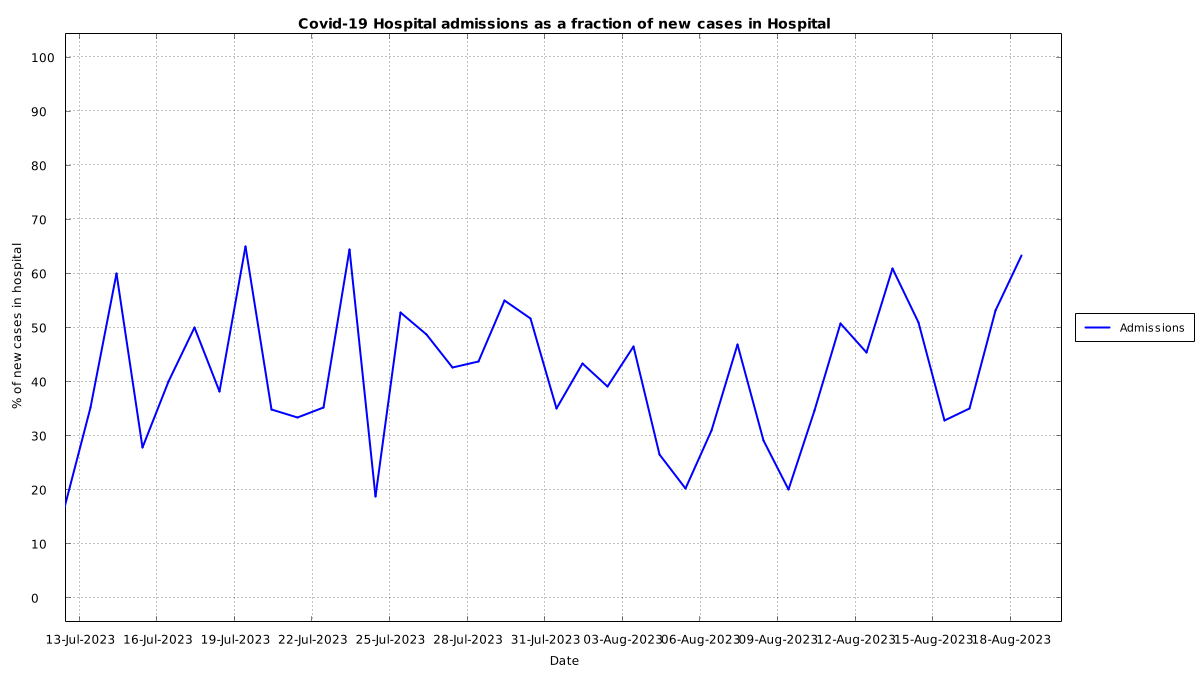 Covid-19 Hospital admissions as a fraction of new cases in Hospital
% of new cases in hospital
100
90
80
70
60
50
40
30
20
10
0
13-Jul-2023 16-Jul-2023 19-Jul-2023 22-Jul-2023 25-Jul-2023 28-Jul-2023 31-Jul-2023 03-Aug-2023 06-Aug-2023 09-Aug-2023 12-Aug-2023 15-Aug-2023 18-Aug-2023
Date
Admissions